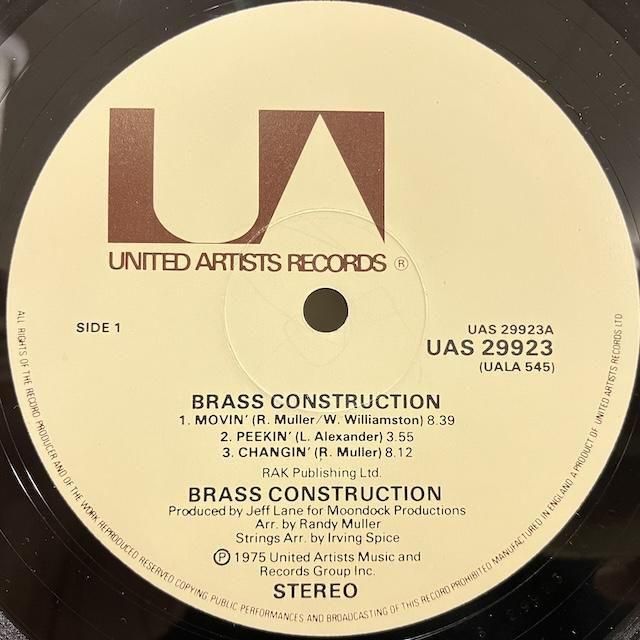 UA
UNITED ARTISTS RECORDS ®
SIDE 1
UAS 29923A
UAS 29923
(UALA 545)
BRASS CONSTRUCTION
1. MOVIN' (R. Muller/W. Williamston) 8.39
2. PEEKIN' (L. Alexander) 3.55
3. CHANGIN' (R. Muller) 8.12
RAK Publishing Ltd.
BRASS CONSTRUCTION
Produced by Jeff Lane for Moondock Productions
Arr. by Randy Muller
Strings Arr. by Irving Spice
℗ 1975 United Artists Music and
Records Group Inc.
STEREO
ALL RIGHTS OF THE RECORD PRODUCER AND OF THE WORK REPRODUCED RESERVED COPYING PUBLIC PERFORMANCES AND BROADCASTING OF THIS RECORD PROHIBITED MANUFACTURED IN ENGLAND A PRODUCT OF UNITED ARTISTS RECORDS LTD